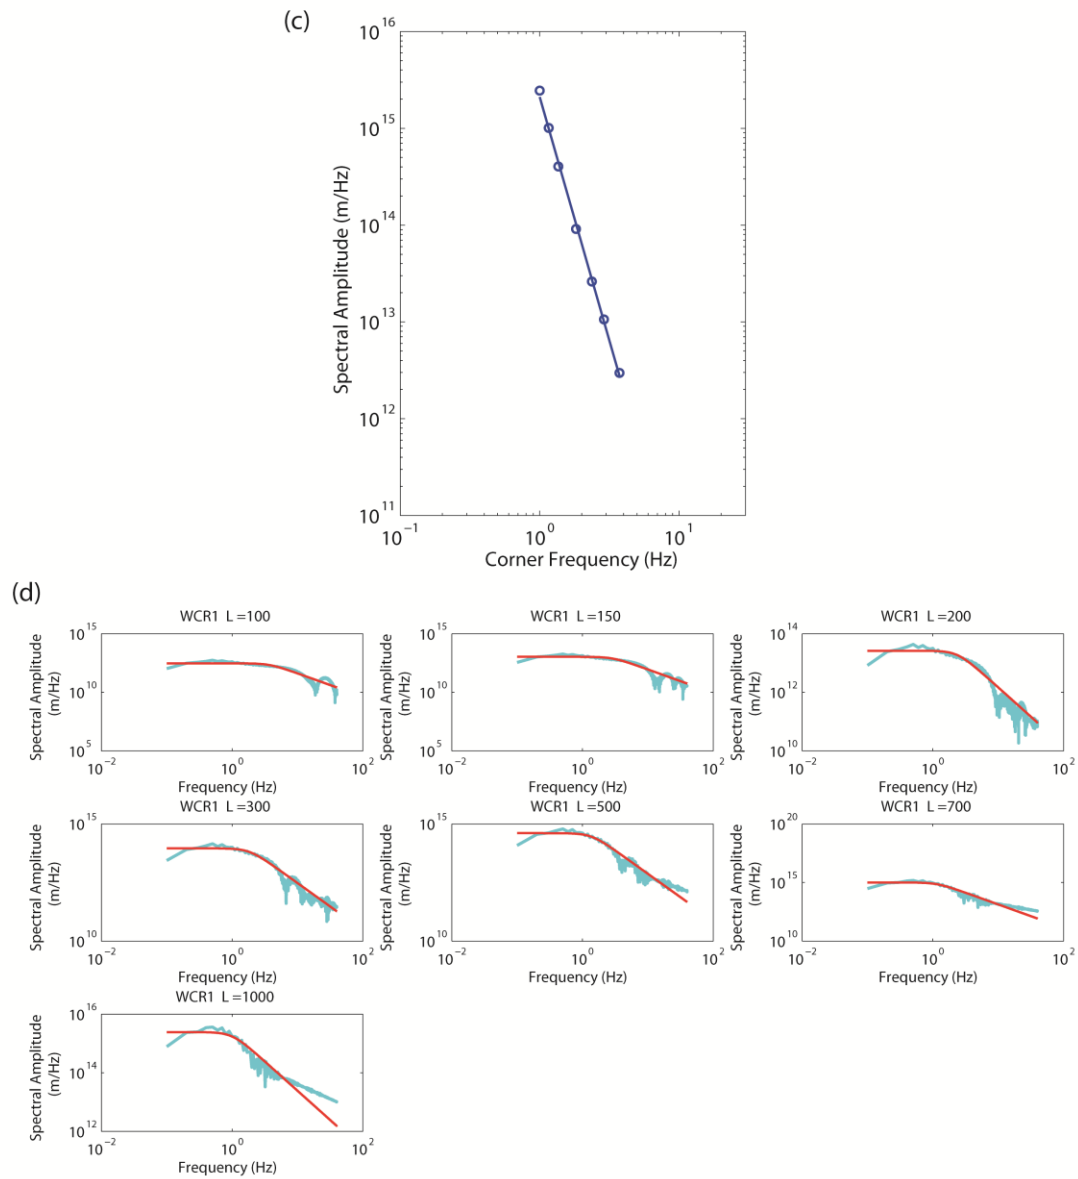 (c)
10^16
10^15
10^14
10^13
10^12
10^11
Spectral Amplitude (m/Hz)
10^−1 10^0 10^1
Corner Frequency (Hz)
(d)
WCR1 L =100
10^15
10^10
10^5
Spectral Amplitude
(m/Hz)
10^−2 10^0 10^2
Frequency (Hz)
WCR1 L =150
10^15
10^10
10^5
Spectral Amplitude
(m/Hz)
10^−2 10^0 10^2
Frequency (Hz)
WCR1 L =200
10^14
10^12
10^10
Spectral Amplitude
(m/Hz)
10^−2 10^0 10^2
Frequency (Hz)
WCR1 L =300
10^15
10^10
Spectral Amplitude
(m/Hz)
10^−2 10^0 10^2
Frequency (Hz)
WCR1 L =500
10^15
10^10
Spectral Amplitude
(m/Hz)
10^−2 10^0 10^2
Frequency (Hz)
WCR1 L =700
10^20
10^15
10^10
Spectral Amplitude
(m/Hz)
10^−2 10^0 10^2
Frequency (Hz)
WCR1 L =1000
10^16
10^14
10^12
Spectral Amplitude
(m/Hz)
10^−2 10^0 10^2
Frequency (Hz)